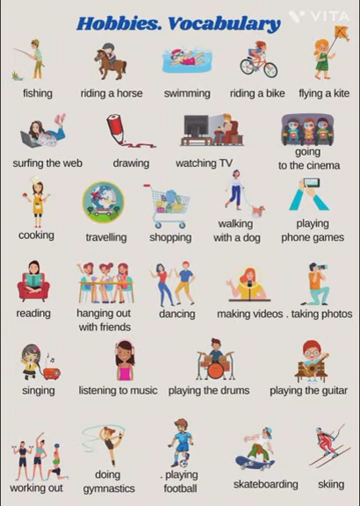 Hobbies. Vocabulary
VITA
fishing
riding a horse
swimming
riding a bike
flying a kite
surfing the web
drawing
watching TV
going
to the cinema
cooking
travelling
shopping
walking
with a dog
playing
phone games
reading
hanging out
with friends
dancing
making videos
. taking photos
singing
listening to music
playing the drums
playing the guitar
working out
doing
gymnastics
. playing
football
skateboarding
skiing